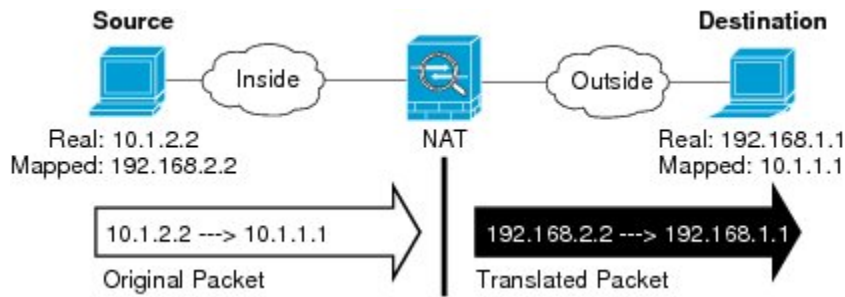 Source
Destination
Inside
Outside
Real: 10.1.2.2
Mapped: 192.168.2.2
NAT
Real: 192.168.1.1
Mapped: 10.1.1.1
10.1.2.2 ---> 10.1.1.1
192.168.2.2 ---> 192.168.1.1
Original Packet
Translated Packet